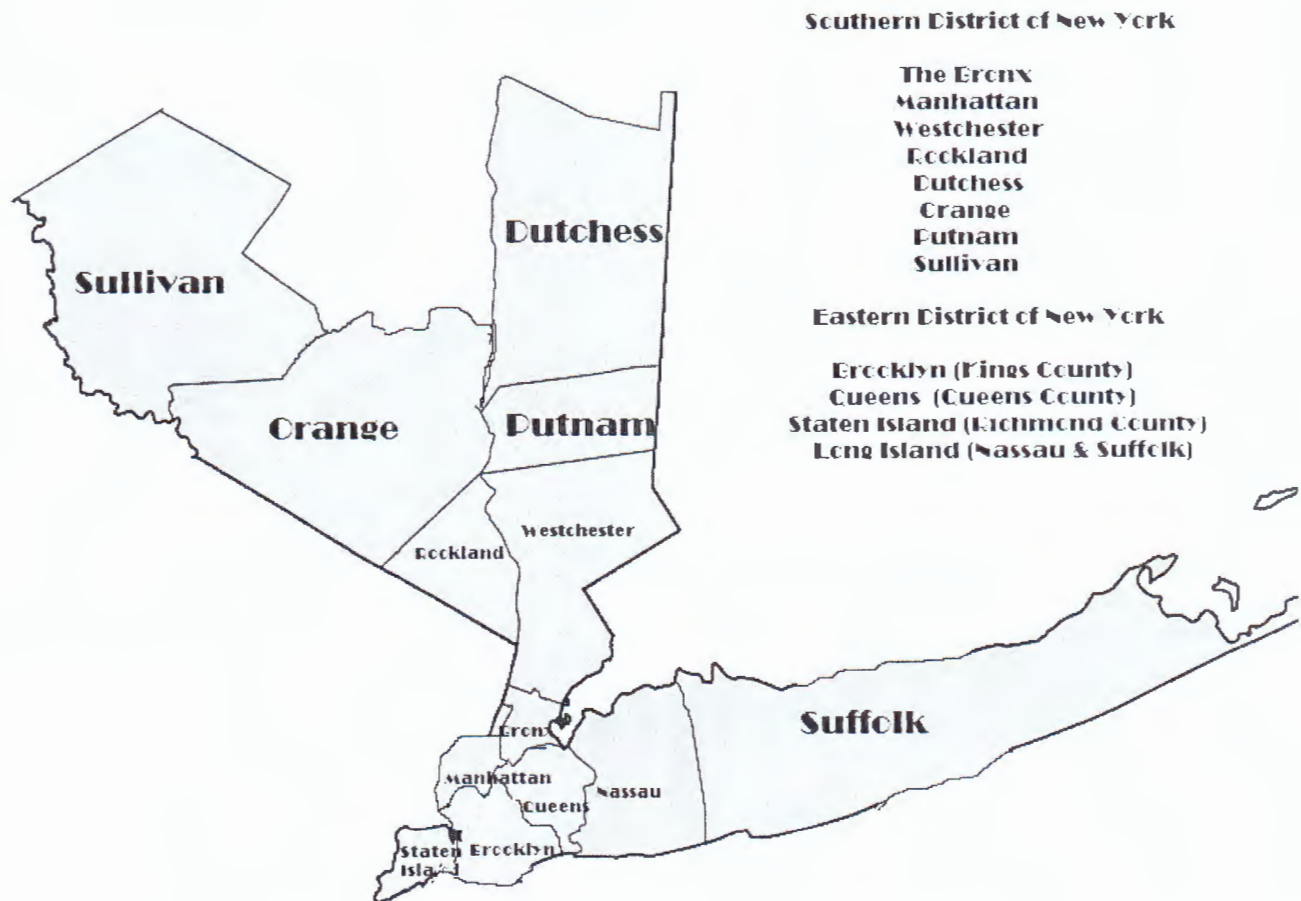 Southern District of New York
The Bronx
Manhattan
Westchester
Rockland
Dutchess
Orange
Putnam
Sullivan
Eastern District of New York
Brooklyn (Kings County)
Queens (Queens County)
Staten Island (Richmond County)
Long Island (Nassau & Suffolk)
Dutchess
Sullivan
Orange
Putnam
Westchester
Rockland
Suffolk
Bronx
Manhattan
Nassau
Queens
Staten
Island
Brooklyn